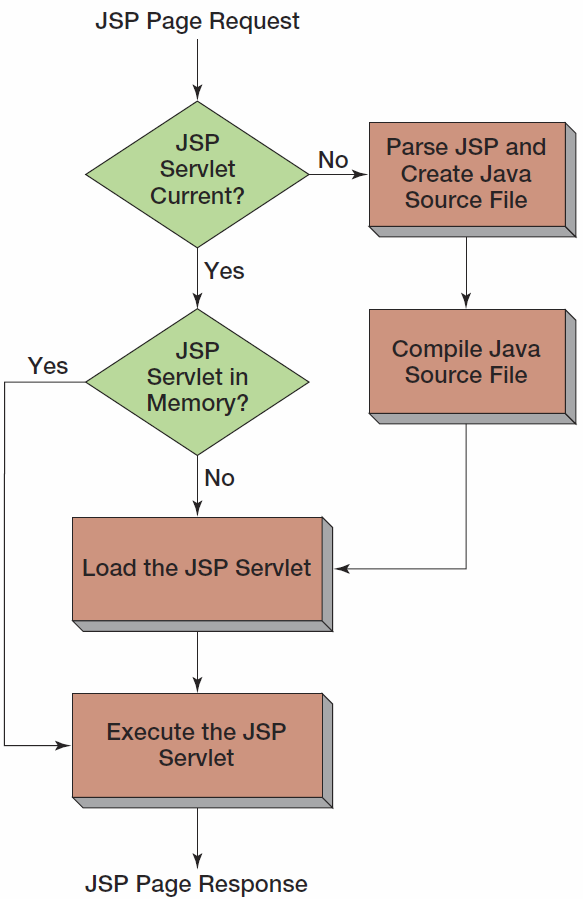 JSP Page Request
JSP
Servlet
Current?
No
Parse JSP and
Create Java
Source File
Yes
JSP
Servlet in
Memory?
Yes
Compile Java
Source File
No
Load the JSP Servlet
Execute the JSP
Servlet
JSP Page Response